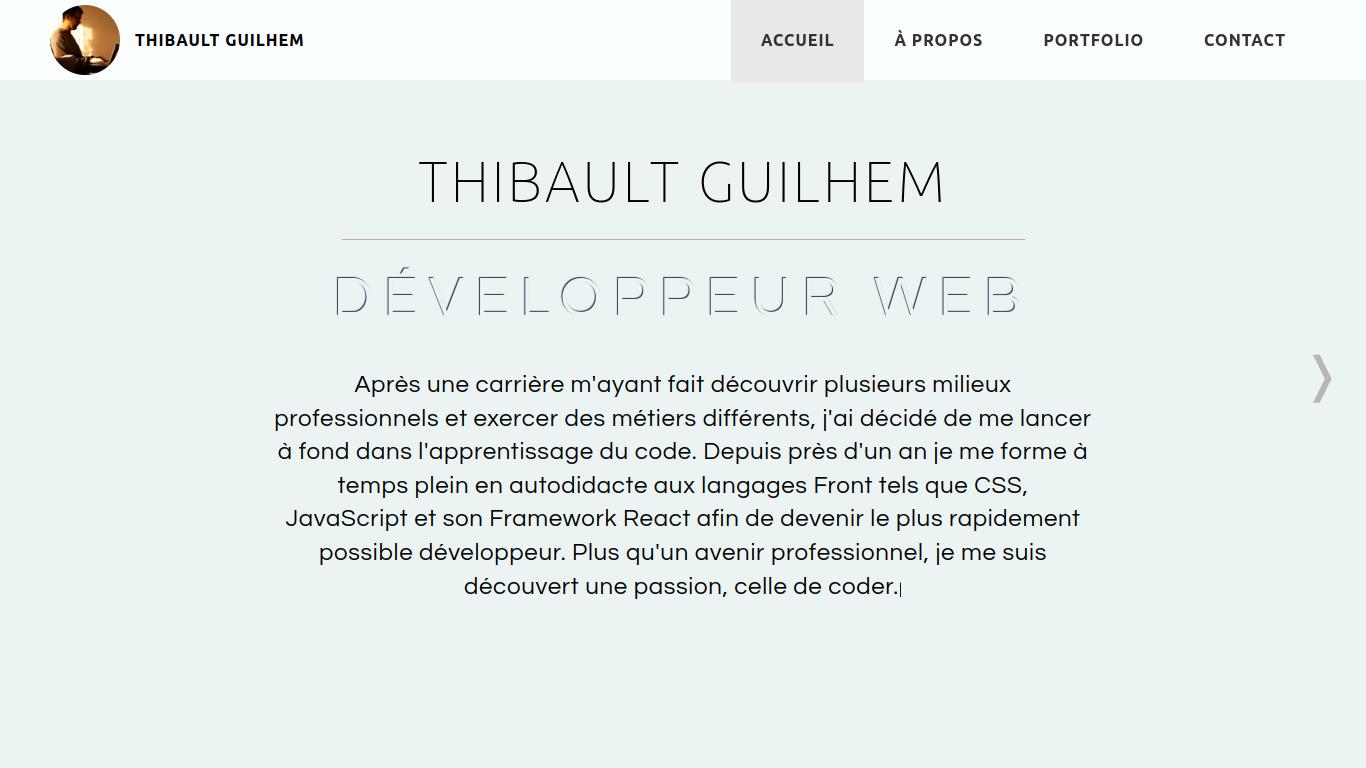 THIBAULT GUILHEM
ACCUEIL
À PROPOS
PORTFOLIO
CONTACT
THIBAULT GUILHEM
DÉVELOPPEUR WEB
Après une carrière m'ayant fait découvrir plusieurs milieux
professionnels et exercer des métiers différents, j'ai décidé de me lancer
à fond dans l'apprentissage du code. Depuis près d'un an je me forme à
temps plein en autodidacte aux langages Front tels que CSS,
JavaScript et son Framework React afin de devenir le plus rapidement
possible développeur. Plus qu'un avenir professionnel, je me suis
découvert une passion, celle de coder.